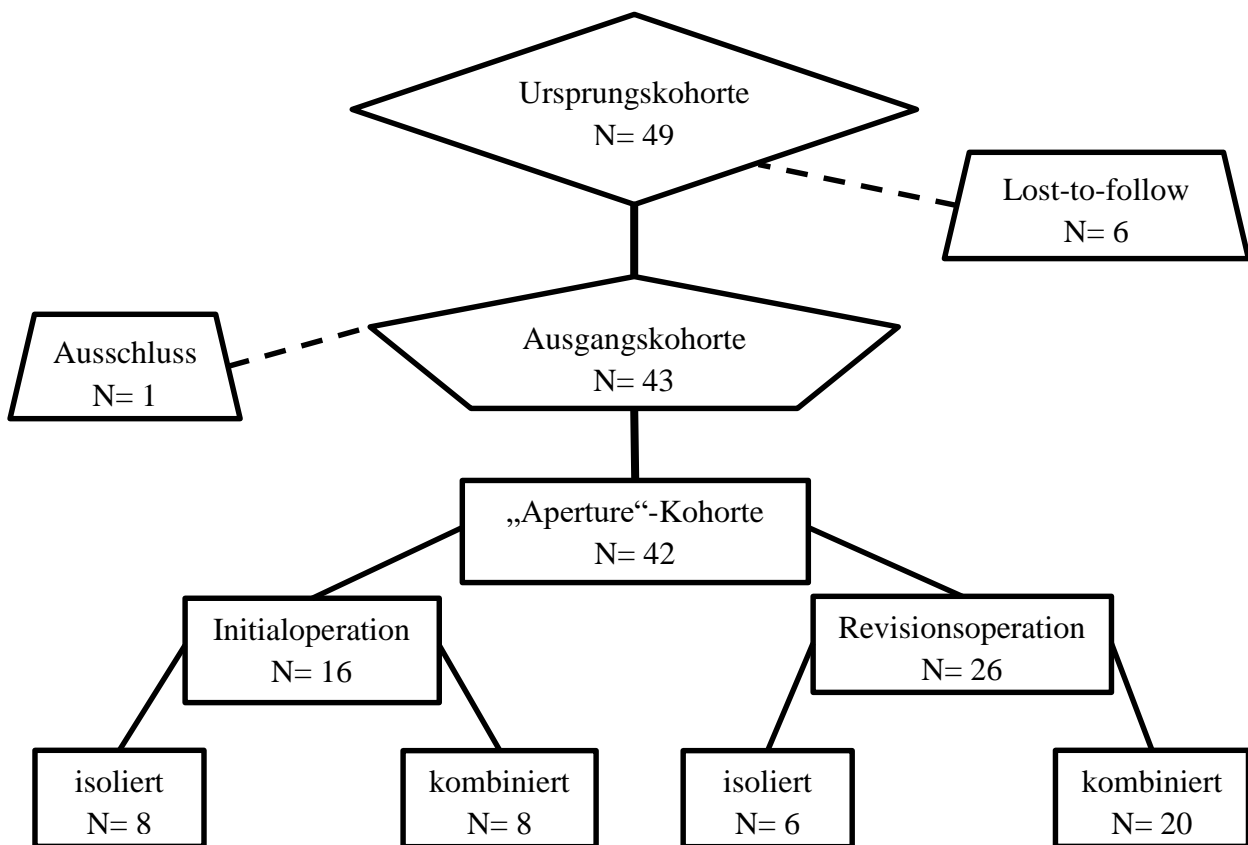 Ursprungskohorte
N= 49
Lost-to-follow
N= 6
Ausgangskohorte
N= 43
Ausschluss
N= 1
„Aperture“-Kohorte
N= 42
Initialoperation
N= 16
Revisionsoperation
N= 26
isoliert
N= 8
kombiniert
N= 8
isoliert
N= 6
kombiniert
N= 20